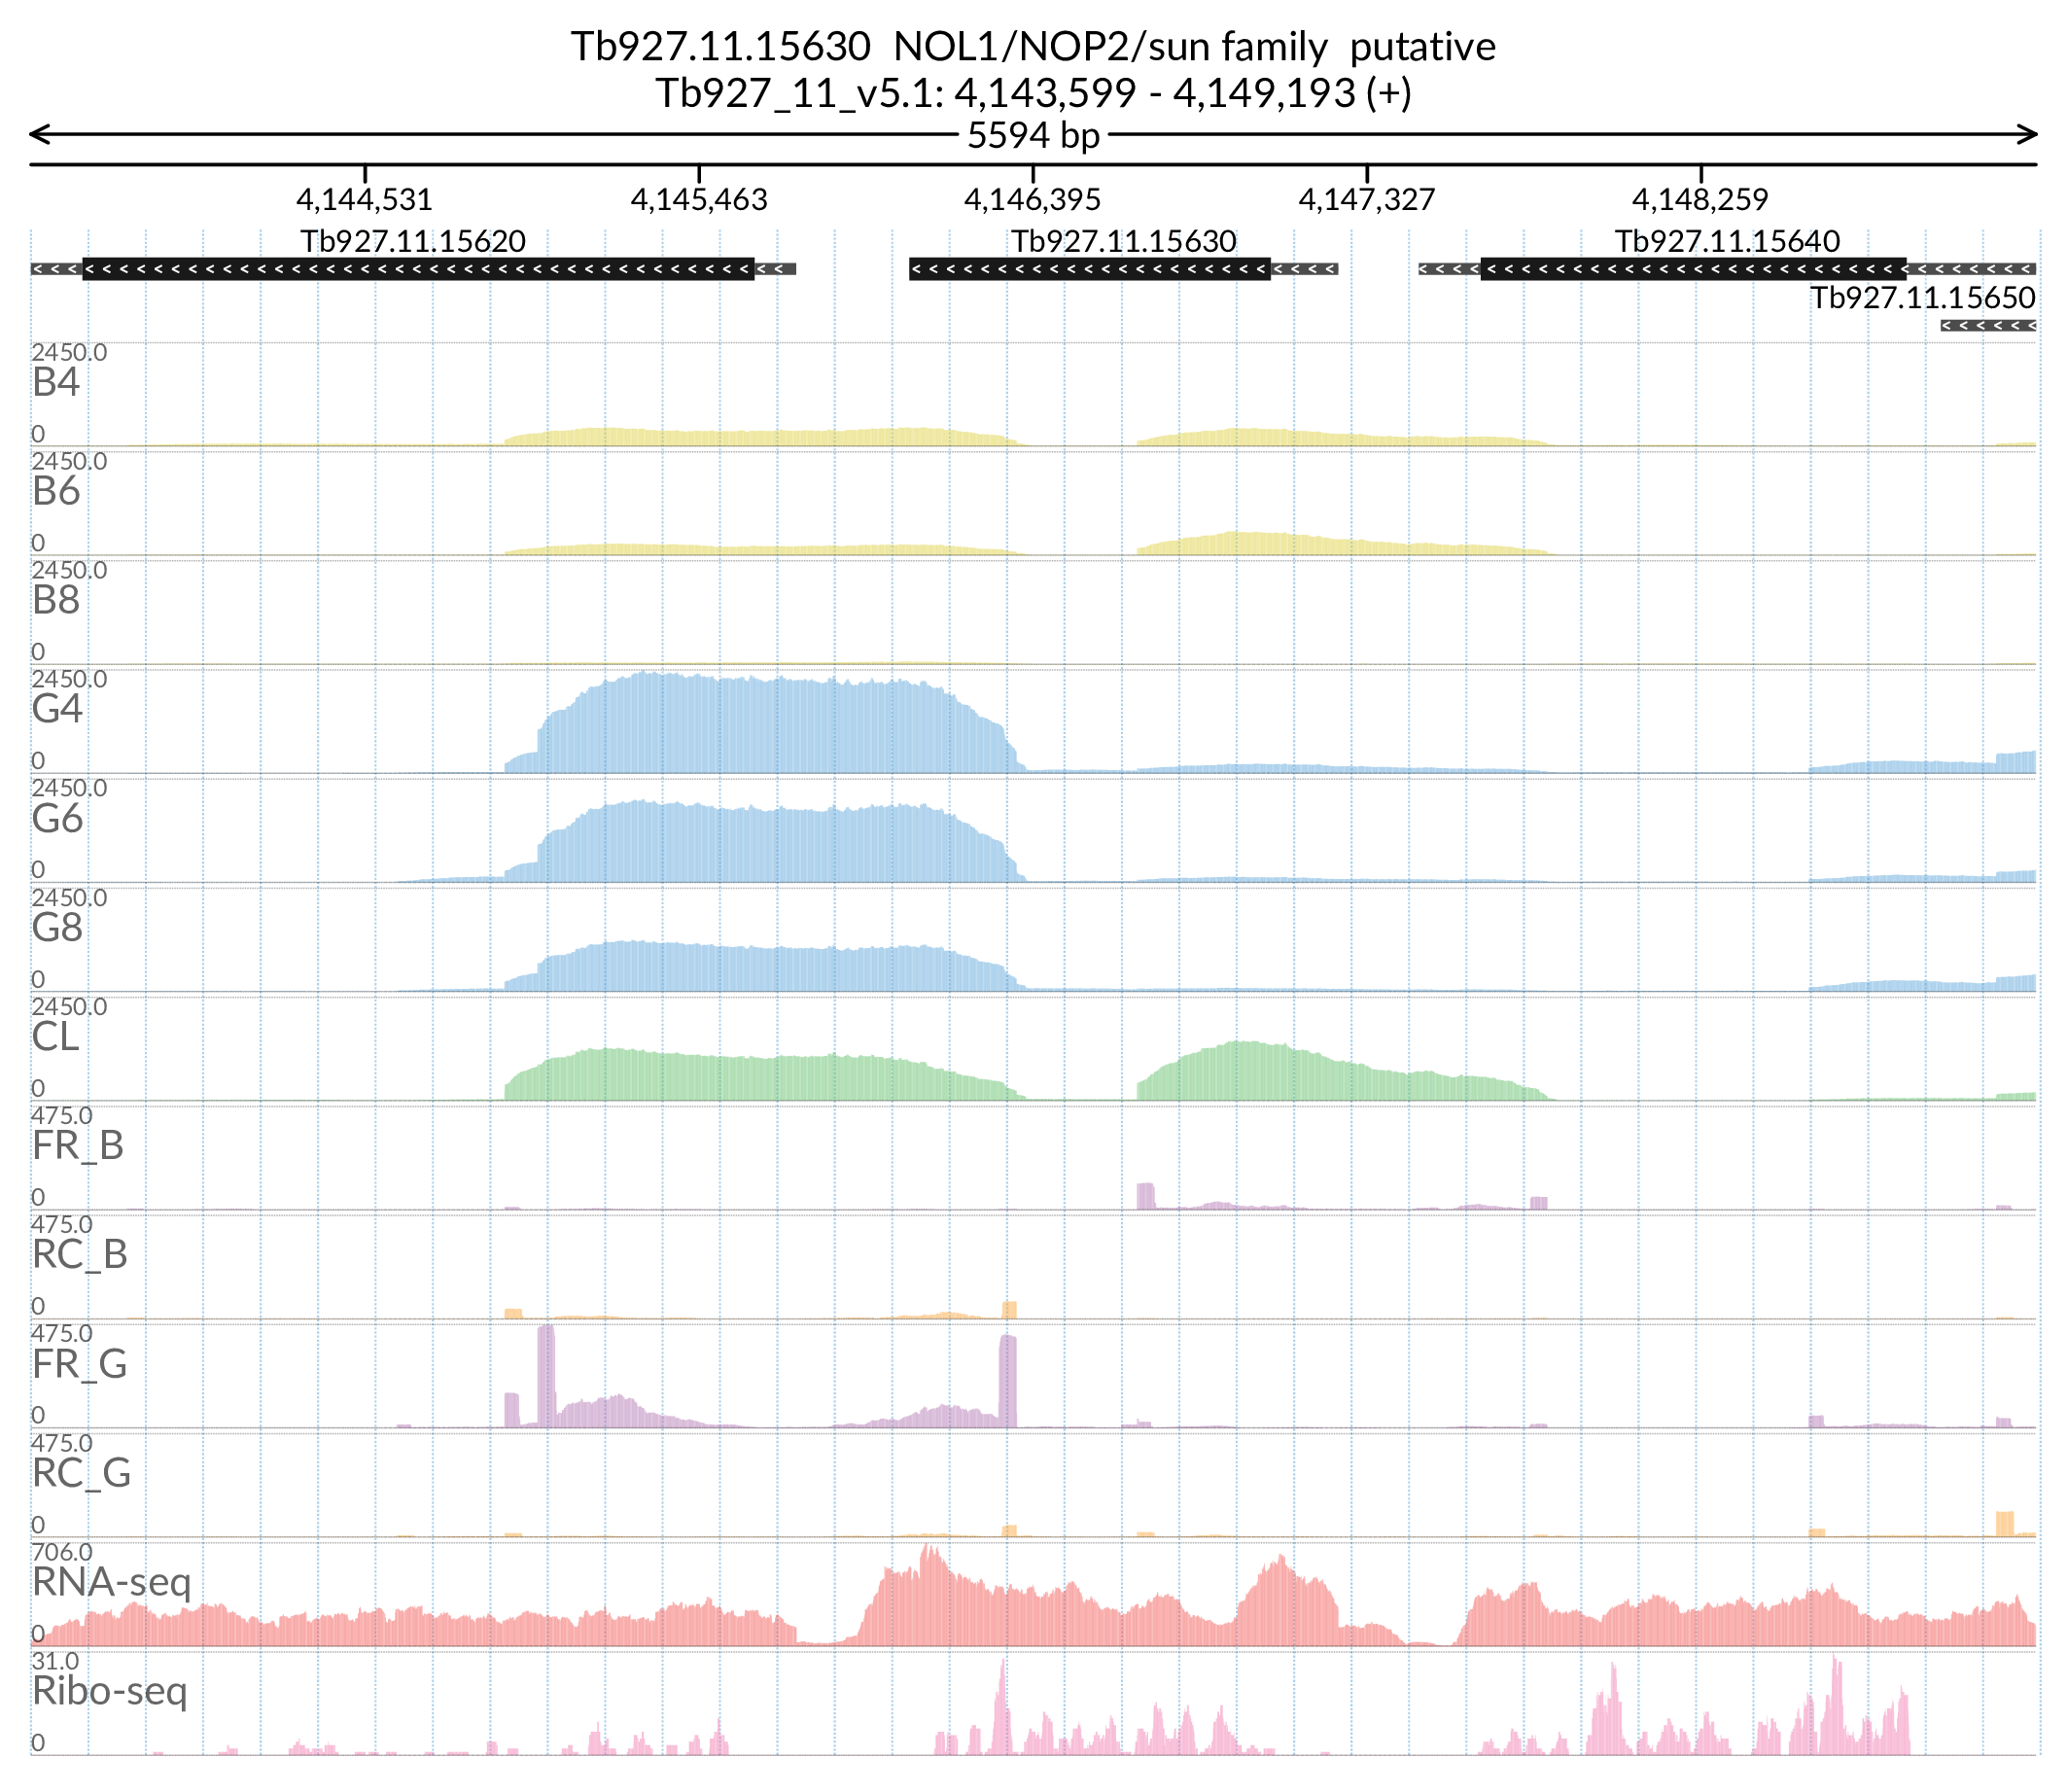 Tb927.11.15630 NOL1/NOP2/sun family putative
Tb927_11_v5.1: 4,143,599 - 4,149,193 (+)
5594 bp
4,144,531 4,145,463 4,146,395 4,147,327 4,148,259
Tb927.11.15620 Tb927.11.15630 Tb927.11.15640
Tb927.11.15650
2450.0
B4
0
2450.0
B6
0
2450.0
B8
0
2450.0
G4
0
2450.0
G6
0
2450.0
G8
0
2450.0
CL
0
475.0
FR_B
0
475.0
RC_B
0
475.0
FR_G
0
475.0
RC_G
0
706.0
RNA-seq
0
31.0
Ribo-seq
0